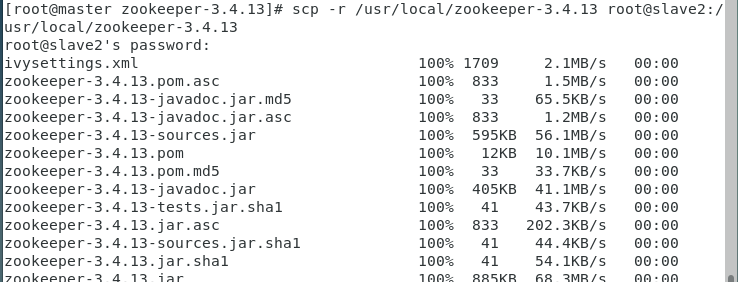 [root@master zookeeper-3.4.13]# scp -r /usr/local/zookeeper-3.4.13 root@slave2:/
usr/local/zookeeper-3.4.13
root@slave2's password:
ivysettings.xml 100% 1709 2.1MB/s 00:00
zookeeper-3.4.13.pom.asc 100% 833 1.5MB/s 00:00
zookeeper-3.4.13-javadoc.jar.md5 100% 33 65.5KB/s 00:00
zookeeper-3.4.13-javadoc.jar.asc 100% 833 1.2MB/s 00:00
zookeeper-3.4.13-sources.jar 100% 595KB 56.1MB/s 00:00
zookeeper-3.4.13.pom 100% 12KB 10.1MB/s 00:00
zookeeper-3.4.13.pom.md5 100% 33 33.7KB/s 00:00
zookeeper-3.4.13-javadoc.jar 100% 405KB 41.1MB/s 00:00
zookeeper-3.4.13-tests.jar.sha1 100% 41 43.7KB/s 00:00
zookeeper-3.4.13.jar.asc 100% 833 202.3KB/s 00:00
zookeeper-3.4.13-sources.jar.sha1 100% 41 44.4KB/s 00:00
zookeeper-3.4.13.jar.sha1 100% 41 54.1KB/s 00:00
zookeeper-3.4.13.jar 100% 885KB 68.3MB/s 00:00